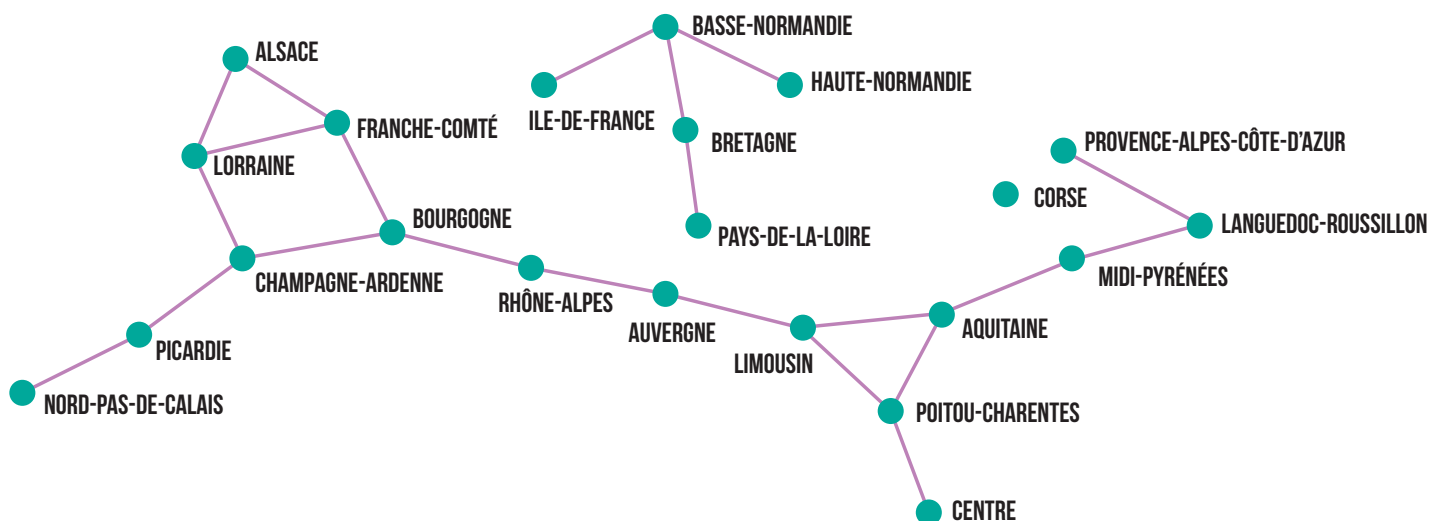 BASSE-NORMANDIE
ALSACE
HAUTE-NORMANDIE
ILE-DE-FRANCE
FRANCHE-COMTÉ
BRETAGNE
PROVENCE-ALPES-CÔTE-D'AZUR
LORRAINE
CORSE
BOURGOGNE
LANGUEDOC-ROUSSILLON
PAYS-DE-LA-LOIRE
MIDI-PYRÉNÉES
CHAMPAGNE-ARDENNE
RHÔNE-ALPES
AQUITAINE
AUVERGNE
PICARDIE
LIMOUSIN
NORD-PAS-DE-CALAIS
POITOU-CHARENTES
CENTRE